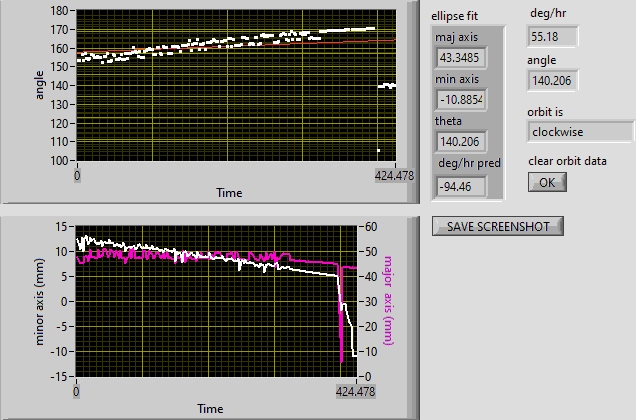 180
170
160
150
140
130
120
110
100
angle
0
424.478
Time
ellipse fit
maj axis
43.3485
min axis
-10.8854
theta
140.206
deg/hr pred
-94.46
deg/hr
55.18
angle
140.206
orbit is
clockwise
clear orbit data
OK
SAVE SCREENSHOT
15
10
5
0
-5
-10
-15
minor axis (mm)
60
50
40
30
20
10
0
major axis (mm)
0
424.478
Time